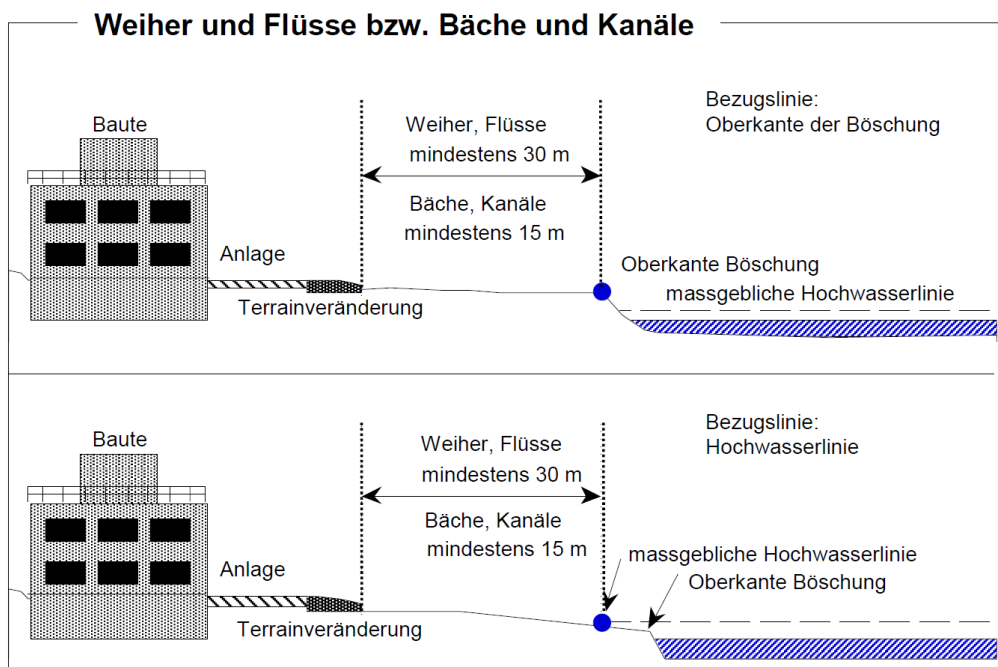 Weiher und Flüsse bzw. Bäche und Kanäle
Bezugslinie:
Oberkante der Böschung
Baute
Weiher, Flüsse
mindestens 30 m
Bäche, Kanäle
mindestens 15 m
Anlage
Terrainveränderung
Oberkante Böschung
massgebliche Hochwasserlinie
Bezugslinie:
Hochwasserlinie
Baute
Weiher, Flüsse
mindestens 30 m
Bäche, Kanäle
mindestens 15 m
Anlage
Terrainveränderung
massgebliche Hochwasserlinie
Oberkante Böschung